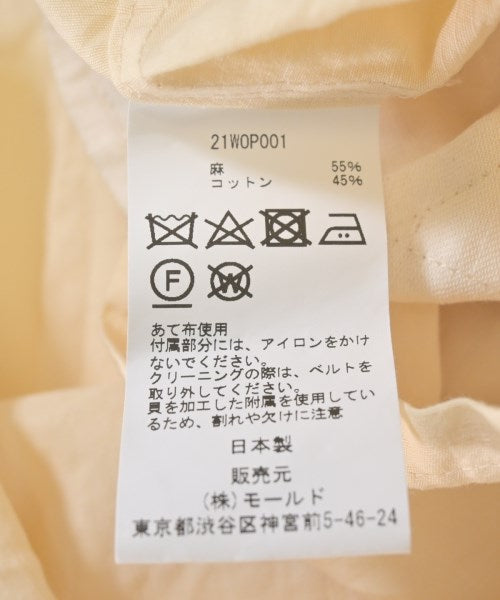 21WOP001
麻 55%
コットン 45%
F W
あて布使用
付属部分には、アイロンをかけ
ないでください。
クリーニングの際は、ベルトを
取り外してください。
貝を加工した付属を使用してい
るため、割れや欠けに注意
日本製
販売元
(株)モールド
東京都渋谷区神宮前5-46-24